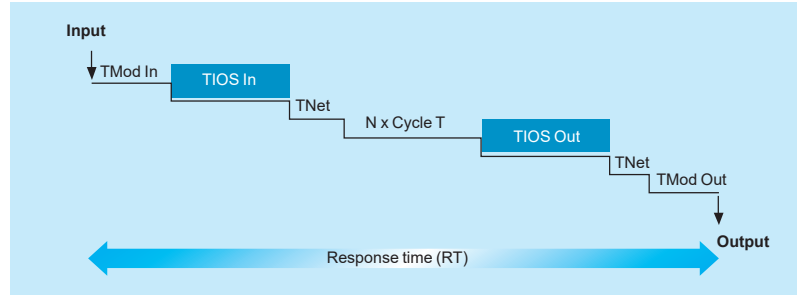 Input
TMod In
TIOS In
TNet
N x Cycle T
TIOS Out
TNet
TMod Out
Output
Response time (RT)